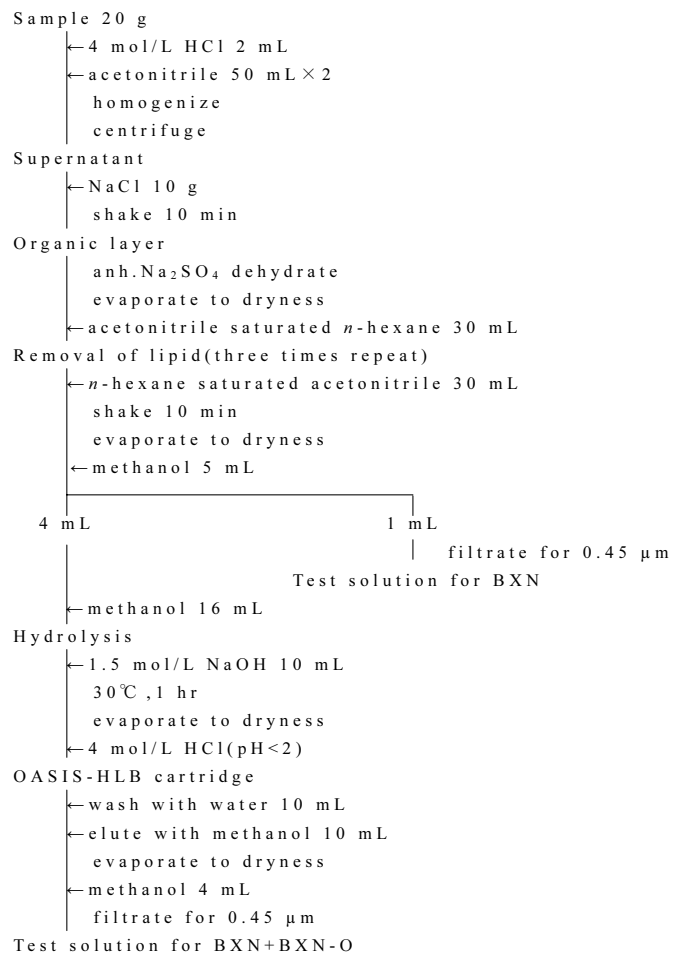 Sample 20 g
←4 mol/L HCl 2 mL
←acetonitrile 50 mL×2
homogenize
centrifuge
Supernatant
←NaCl 10 g
shake 10 min
Organic layer
anh.Na₂SO₄ dehydrate
evaporate to dryness
←acetonitrile saturated n-hexane 30 mL
Removal of lipid(three times repeat)
←n-hexane saturated acetonitrile 30 mL
shake 10 min
evaporate to dryness
←methanol 5 mL
4 mL 1 mL
filtrate for 0.45 μm
Test solution for BXN
←methanol 16 mL
Hydrolysis
←1.5 mol/L NaOH 10 mL
30℃,1 hr
evaporate to dryness
←4 mol/L HCl(pH<2)
OASIS-HLB cartridge
←wash with water 10 mL
←elute with methanol 10 mL
evaporate to dryness
←methanol 4 mL
filtrate for 0.45 μm
Test solution for BXN+BXN-O